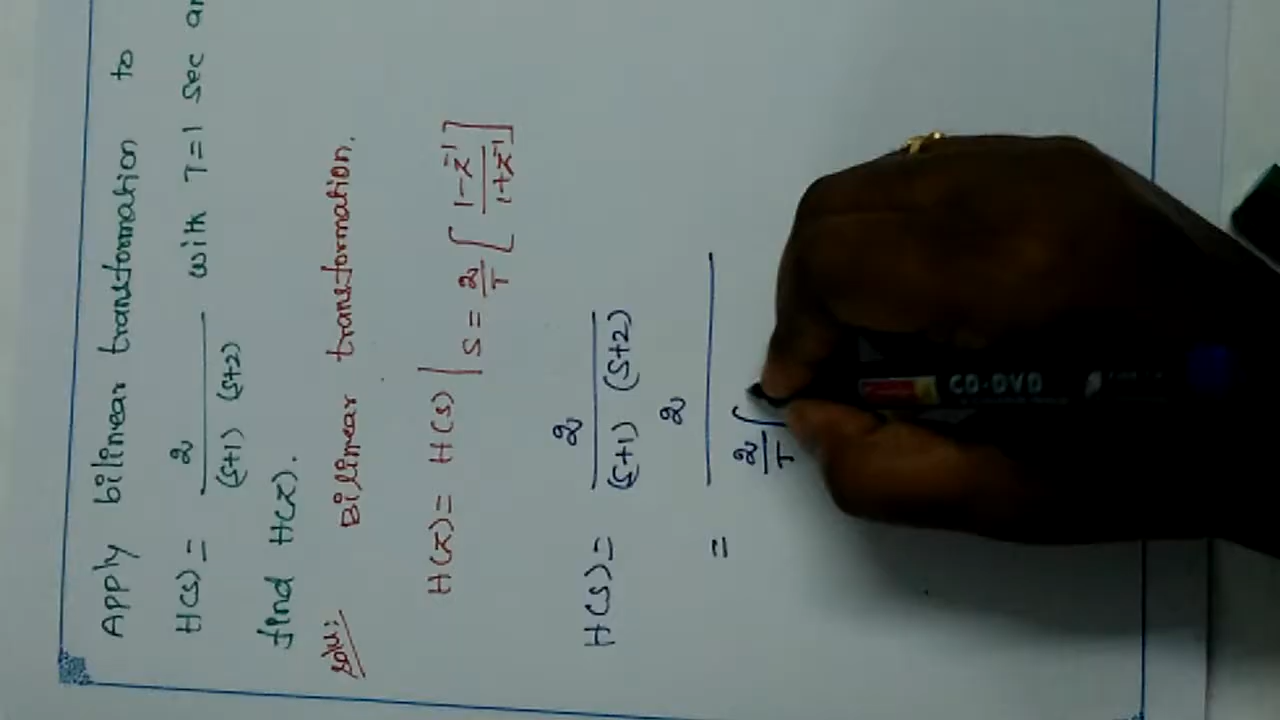 Apply bilinear transformation to
H(s) = 2 / (s+1) (s+2) with T=1 sec an
find H(z).
Solu:
Bilinear transformation.
H(z) = H(s) | s = 2/T [ 1-z⁻¹ / 1+z⁻¹ ]
H(s) = 2 / (s+1) (s+2)
= 2 / 2/T [
CD-DVD